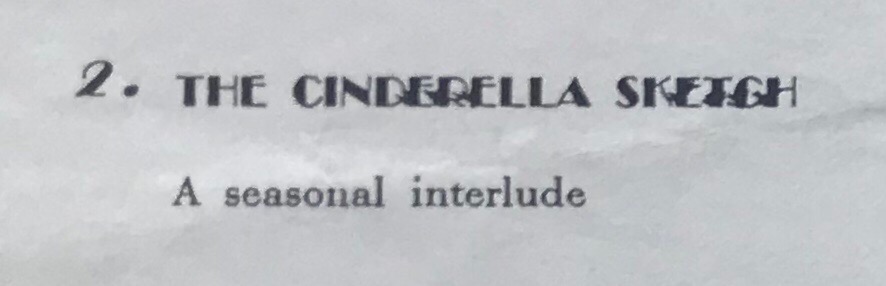 2. THE CINDERELLA SKETCH
A seasonal interlude